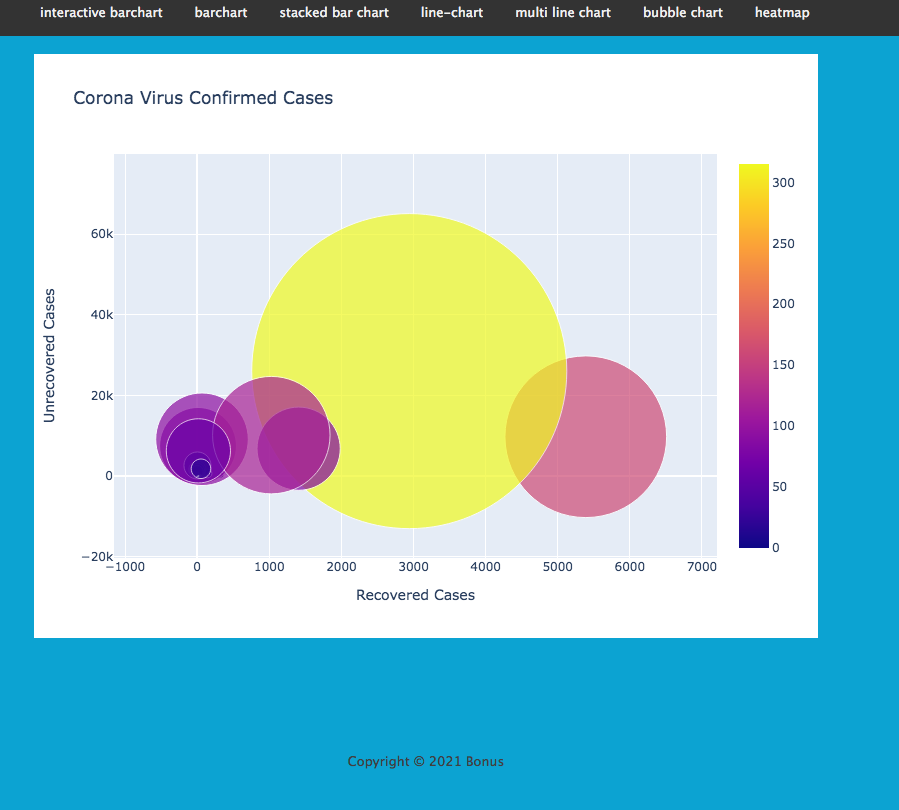 interactive barchart barchart stacked bar chart line-chart multi line chart bubble chart heatmap
Corona Virus Confirmed Cases
300
60k
250
Unrecovered Cases
40k
200
150
20k
100
0
50
−20k
0
−1000 0 1000 2000 3000 4000 5000 6000 7000
Recovered Cases
Copyright © 2021 Bonus